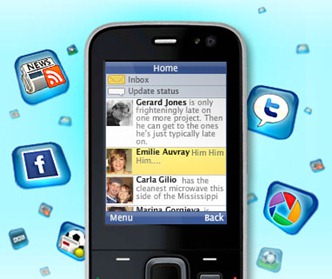 NEWS
Home
Inbox
Update status
Gerard Jones is only
frighteningly late on
one more project. Then
he can get to the ones
he's just typically late
on.
Emilie Auvray Him Him
Him....
Carla Gilio has
the cleanest microwave this
side of the Mississippi
Marina Gornieva is
Menu
Back
f
t